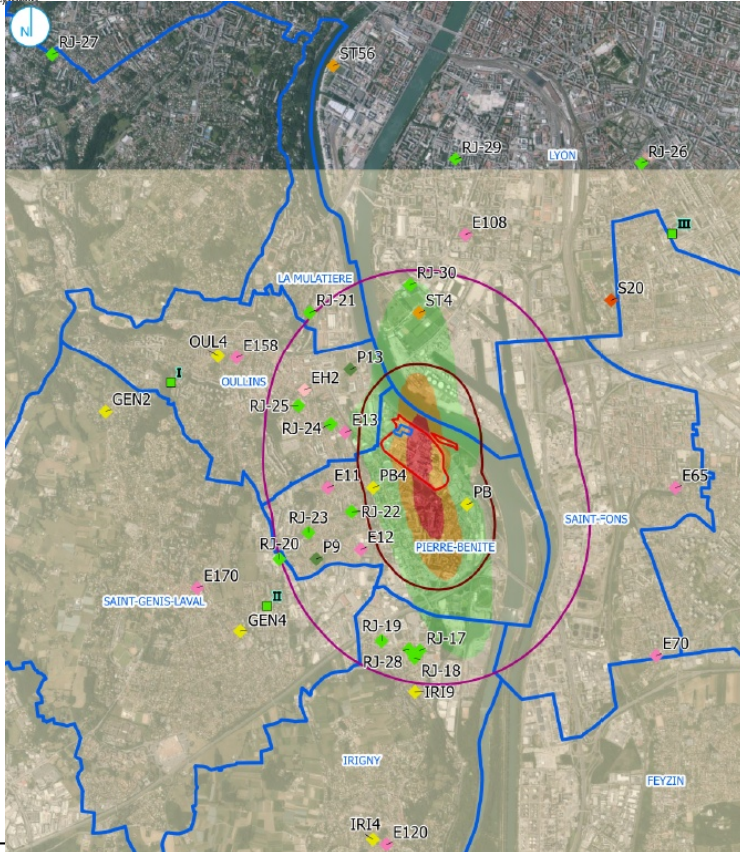 N
RJ-27
ST56
RJ-29
LYON
RJ-26
E108
III
LA MULATIERE
RJ-30
S20
RJ-21
ST4
OUL4
E158
P13
I
OULLINS
EH2
GEN2
RJ-25
RJ-24
E13
E11
PB4
E65
PB
RJ-22
SAINT-FONS
RJ-23
E12
PIERRE-BENITE
RJ-20
P9
E170
SAINT-GENIS-LAVAL
II
GEN4
RJ-19
RJ-17
E70
RJ-28
RJ-18
IRI9
IRIGNY
FEYZIN
IRI4
E120